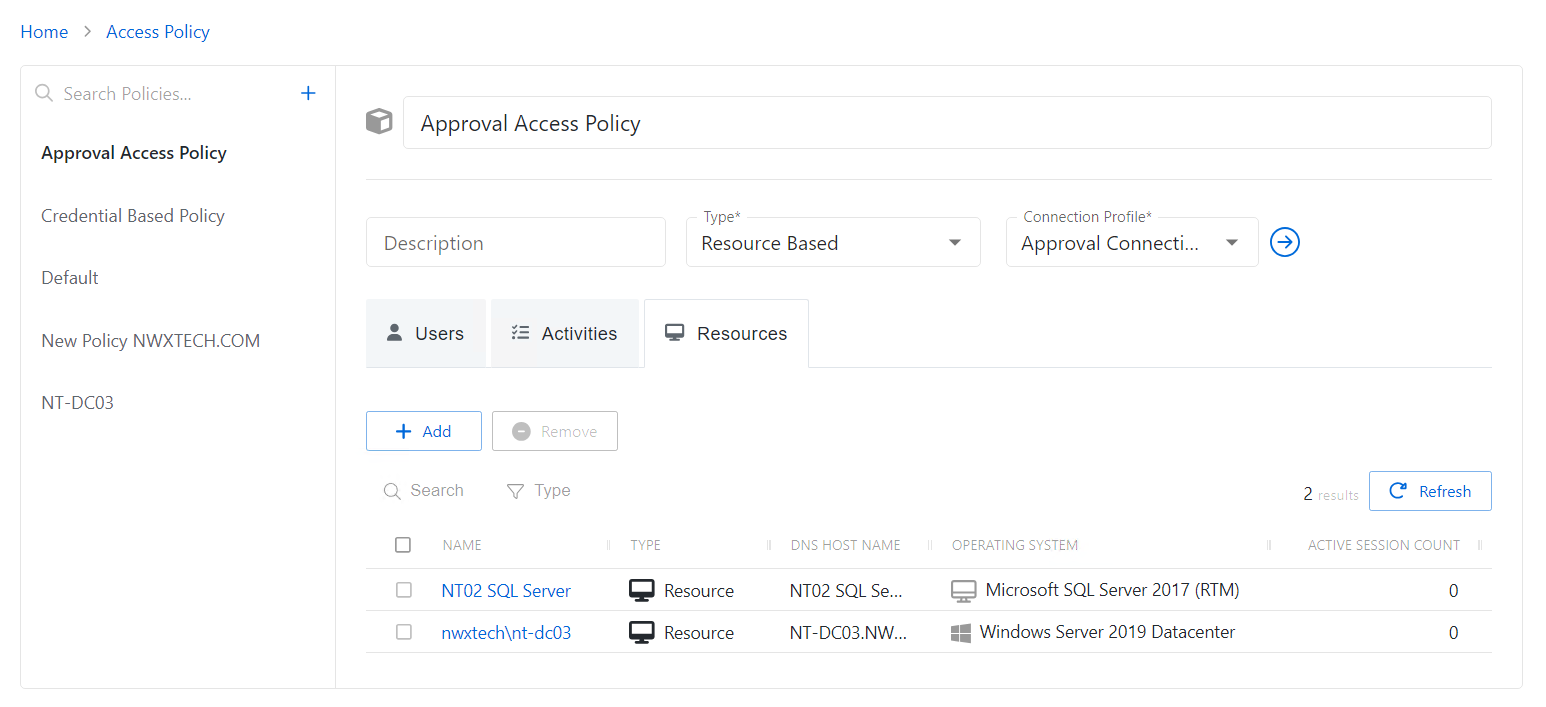 Home > Access Policy
Search Policies...
Approval Access Policy
Credential Based Policy
Default
New Policy NWXTECH.COM
NT-DC03
Approval Access Policy
Description
Type*
Resource Based
Connection Profile*
Approval Connecti...
Users Activities Resources
Add Remove
Search Type
2 results Refresh
NAME TYPE DNS HOST NAME OPERATING SYSTEM ACTIVE SESSION COUNT
NT02 SQL Server Resource NT02 SQL Se... Microsoft SQL Server 2017 (RTM) 0
nwxtech\nt-dc03 Resource NT-DC03.NW... Windows Server 2019 Datacenter 0